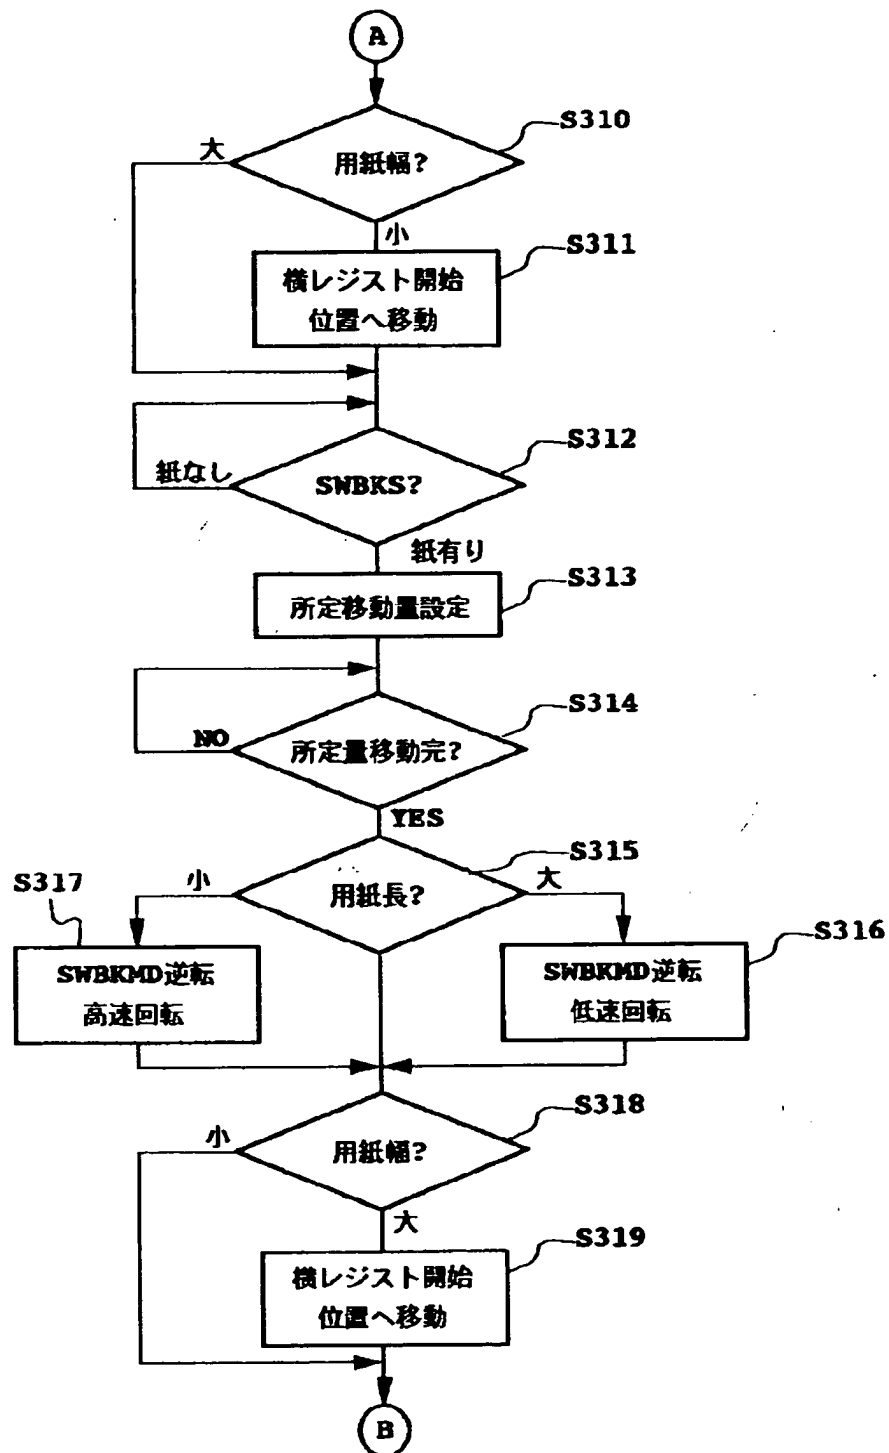 A
S310
大
用紙幅?
小
S311
横レジスト開始
位置へ移動
S312
紙なし
SWBKS?
紙有り
S313
所定移動量設定
S314
NO
所定量移動完?
YES
S315
S317
小
用紙長?
大
S316
SWBKMD逆転
高速回転
SWBKMD逆転
低速回転
S318
小
用紙幅?
大
S319
横レジスト開始
位置へ移動
B